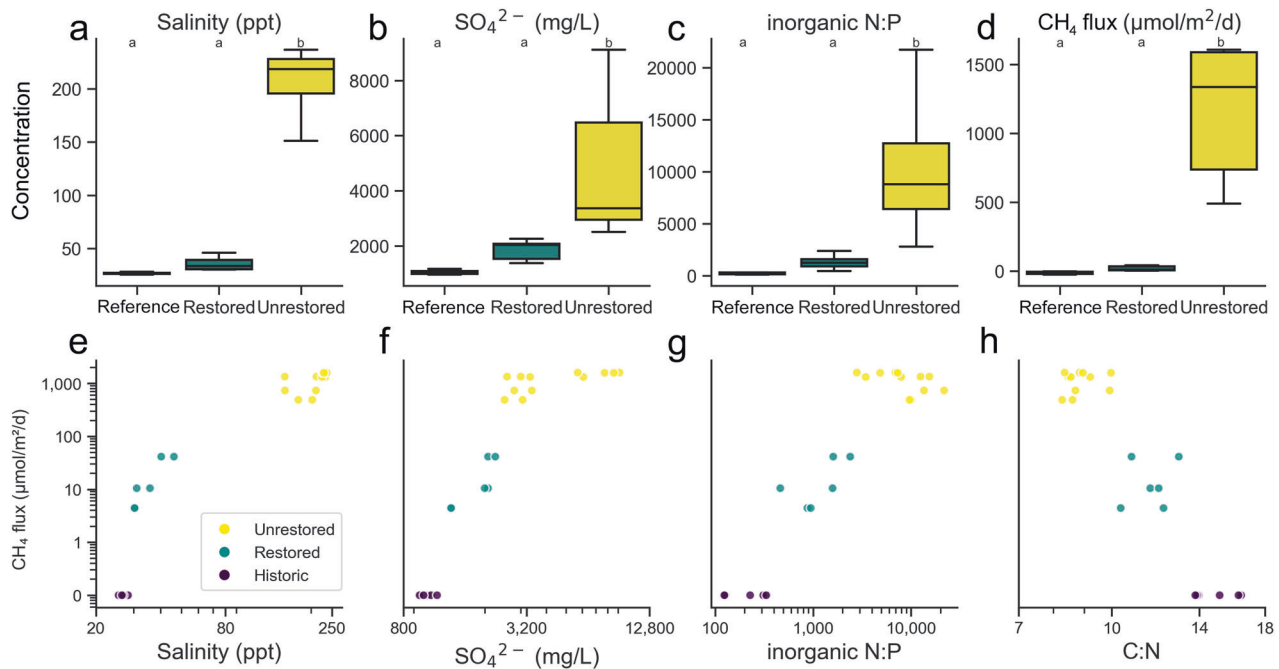 a Salinity (ppt)
b SO₄²⁻ (mg/L)
c inorganic N:P
d CH₄ flux (μmol/m²/d)
a a b
a a b
a a b
a a b
Concentration
200
150
100
50
8000
6000
4000
2000
20000
15000
10000
5000
0
1500
1000
500
0
Reference Restored Unrestored
Reference Restored Unrestored
Reference Restored Unrestored
Reference Restored Unrestored
e
f
g
h
CH₄ flux (μmol/m²/d)
1,000
100
10
1
0
Unrestored
Restored
Historic
20 80 250
800 3,200 12,800
100 1,000 10,000
7 10 14 18
Salinity (ppt)
SO₄²⁻ (mg/L)
inorganic N:P
C:N